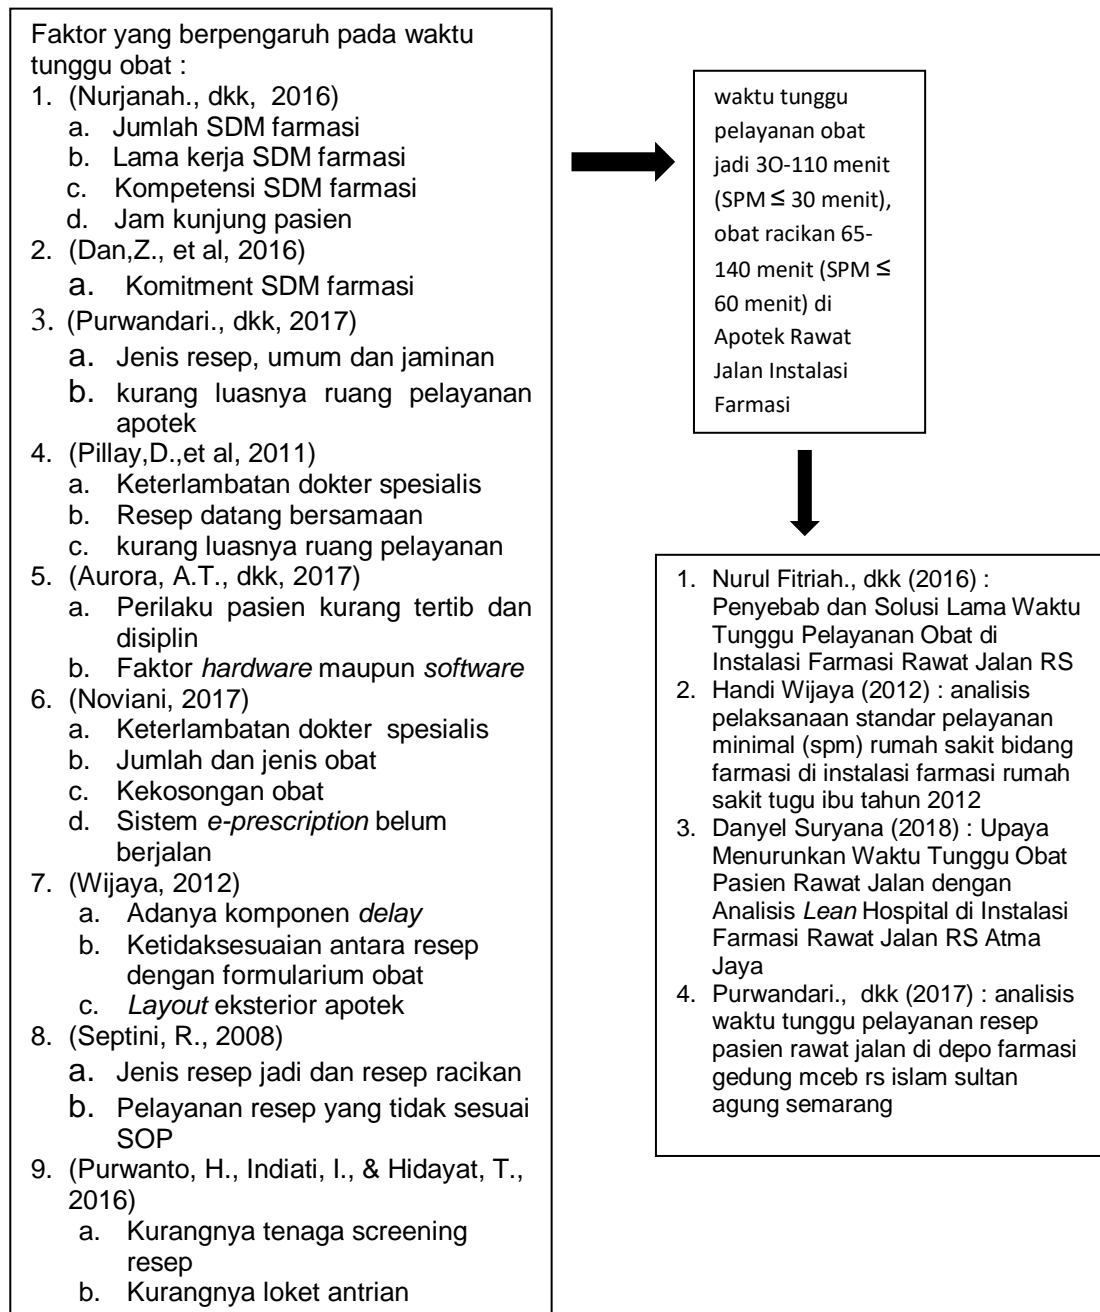 Faktor yang berpengaruh pada waktu
tunggu obat :
1. (Nurjanah., dkk, 2016)
a. Jumlah SDM farmasi
b. Lama kerja SDM farmasi
c. Kompetensi SDM farmasi
d. Jam kunjung pasien
2. (Dan,Z., et al, 2016)
a. Komitment SDM farmasi
3. (Purwandari., dkk, 2017)
a. Jenis resep, umum dan jaminan
b. kurang luasnya ruang pelayanan
apotek
4. (Pillay,D.,et al, 2011)
a. Keterlambatan dokter spesialis
b. Resep datang bersamaan
c. kurang luasnya ruang pelayanan
5. (Aurora, A.T., dkk, 2017)
a. Perilaku pasien kurang tertib dan
disiplin
b. Faktor hardware maupun software
6. (Noviani, 2017)
a. Keterlambatan dokter spesialis
b. Jumlah dan jenis obat
c. Kekosongan obat
d. Sistem e-prescription belum
berjalan
7. (Wijaya, 2012)
a. Adanya komponen delay
b. Ketidaksesuaian antara resep
dengan formularium obat
c. Layout eksterior apotek
8. (Septini, R., 2008)
a. Jenis resep jadi dan resep racikan
b. Pelayanan resep yang tidak sesuai
SOP
9. (Purwanto, H., Indiati, I., & Hidayat, T.,
2016)
a. Kurangnya tenaga screening
resep
b. Kurangnya loket antrian
waktu tunggu
pelayanan obat
jadi 3O-110 menit
(SPM ≤ 30 menit),
obat racikan 65-
140 menit (SPM ≤
60 menit) di
Apotek Rawat
Jalan Instalasi
Farmasi
1. Nurul Fitriah., dkk (2016) :
Penyebab dan Solusi Lama Waktu
Tunggu Pelayanan Obat di
Instalasi Farmasi Rawat Jalan RS
2. Handi Wijaya (2012) : analisis
pelaksanaan standar pelayanan
minimal (spm) rumah sakit bidang
farmasi di instalasi farmasi rumah
sakit tugu ibu tahun 2012
3. Danyel Suryana (2018) : Upaya
Menurunkan Waktu Tunggu Obat
Pasien Rawat Jalan dengan
Analisis Lean Hospital di Instalasi
Farmasi Rawat Jalan RS Atma
Jaya
4. Purwandari., dkk (2017) : analisis
waktu tunggu pelayanan resep
pasien rawat jalan di depo farmasi
gedung mceb rs islam sultan
agung semarang